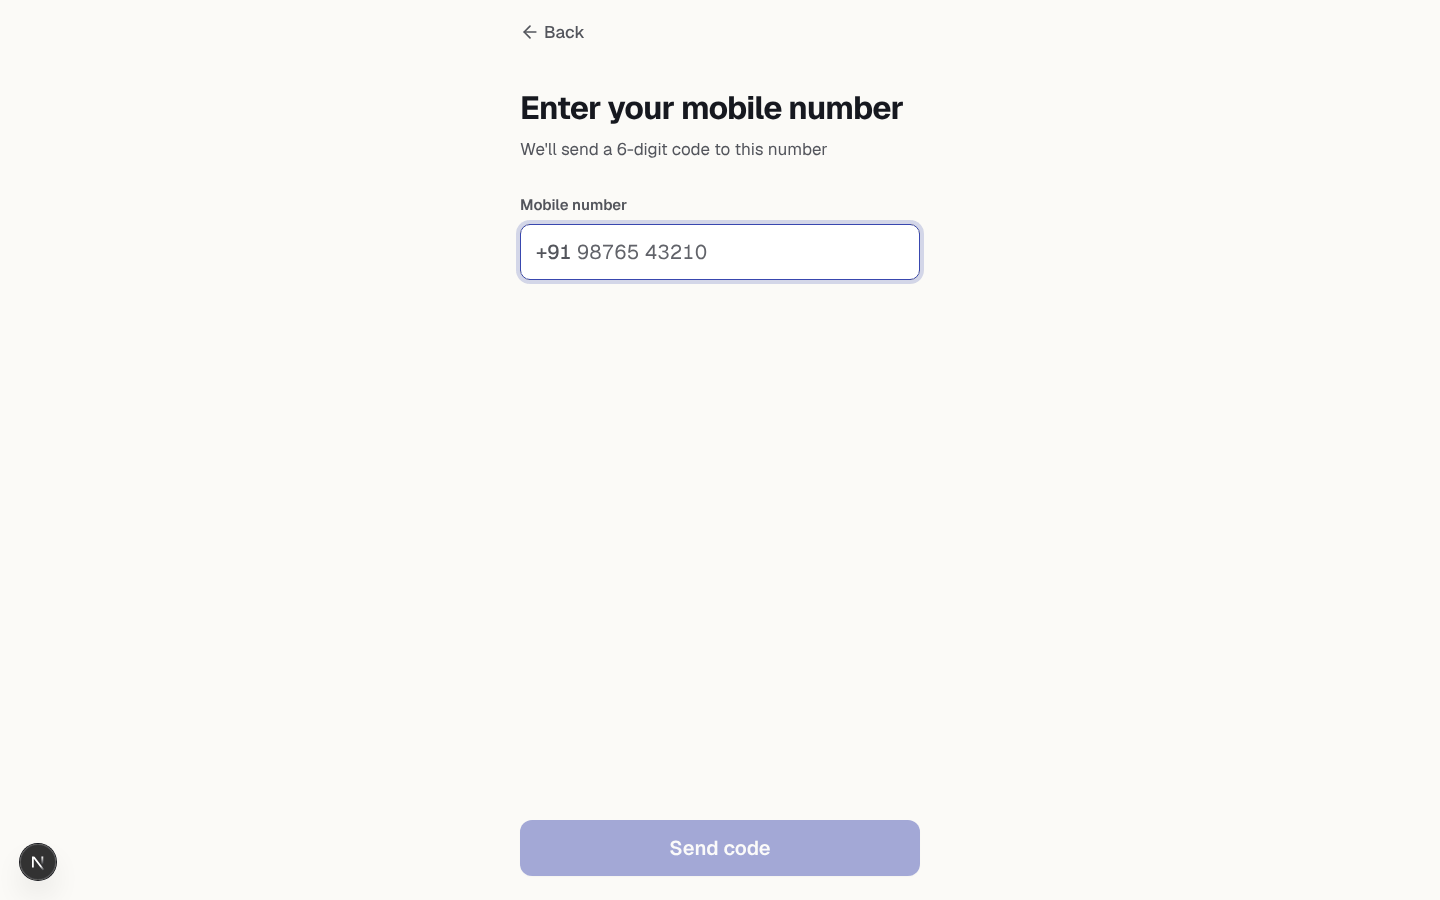 Back
Enter your mobile number
We'll send a 6-digit code to this number
Mobile number
+91 98765 43210
Send code
N